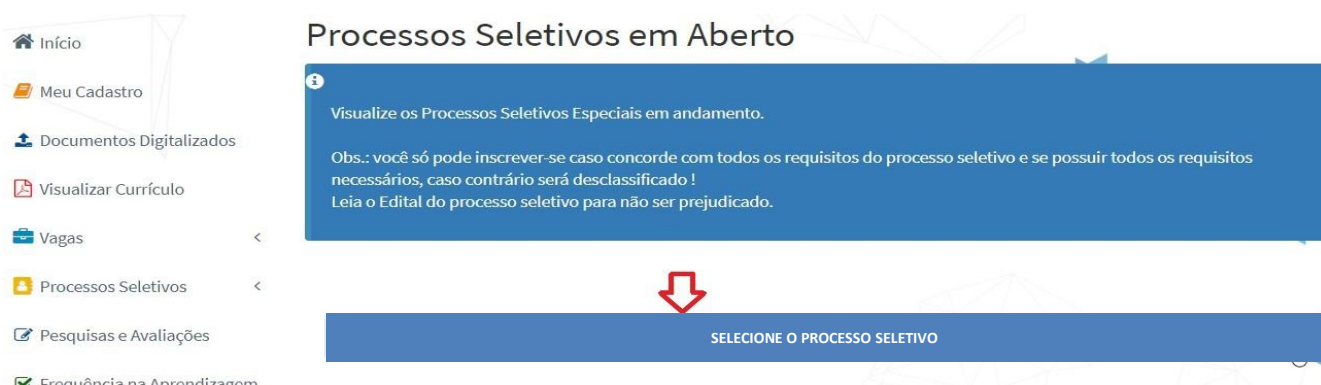 Início
Meu Cadastro
Documentos Digitalizados
Visualizar Currículo
Vagas
Processos Seletivos
Pesquisas e Avaliações
Frequência na Aprendizagem
Processos Seletivos em Aberto
Visualize os Processos Seletivos Especiais em andamento.
Obs.: você só pode inscrever-se caso concorde com todos os requisitos do processo seletivo e se possuir todos os requisitos
necessários, caso contrário será desclassificado !
Leia o Edital do processo seletivo para não ser prejudicado.
SELECIONE O PROCESSO SELETIVO